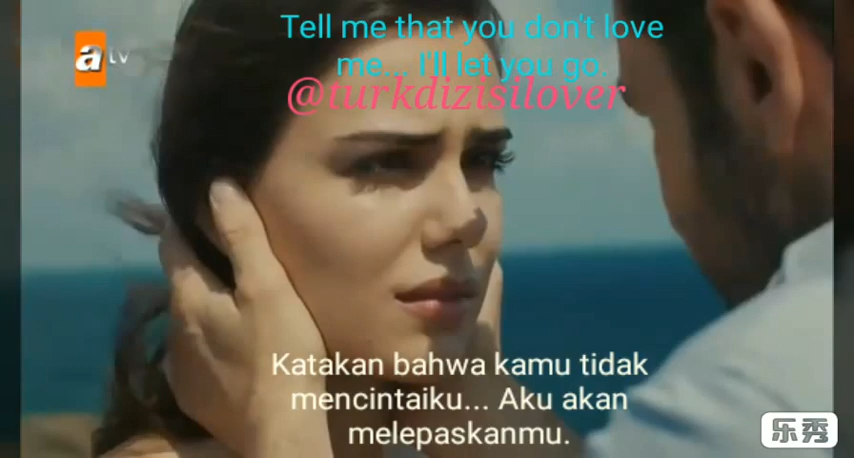 Tell me that you don't love
me... I'll let you go.
@turkdizisilover
atv
Katakan bahwa kamu tidak
mencintaiku... Aku akan
melepaskanmu.
乐秀